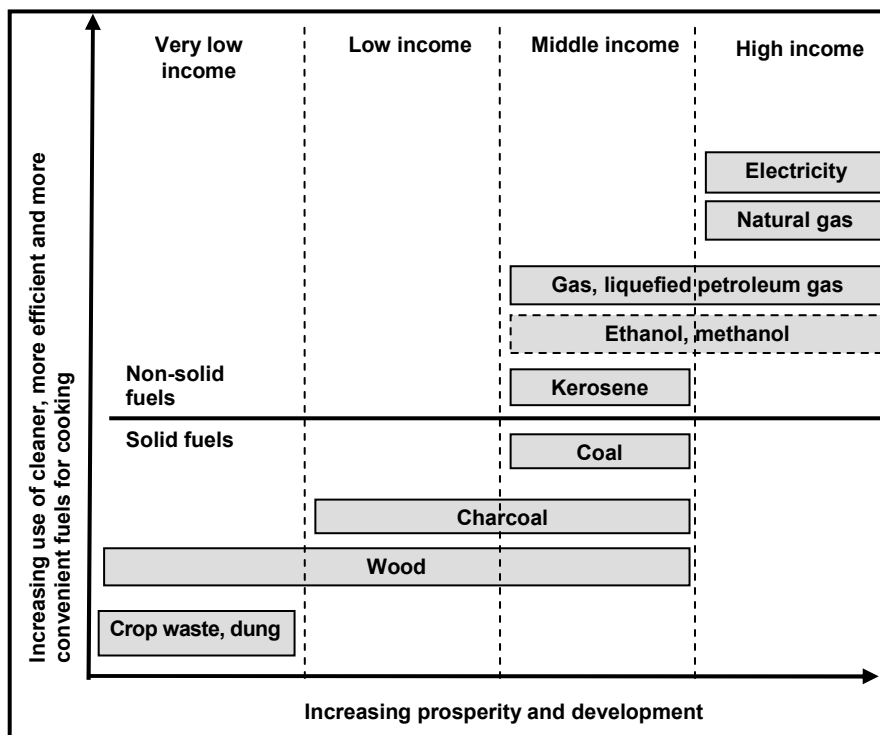 Very low
income
Low income
Middle income
High income
Electricity
Natural gas
Gas, liquefied petroleum gas
Ethanol, methanol
Non-solid
fuels
Kerosene
Solid fuels
Coal
Charcoal
Wood
Crop waste, dung
Increasing use of cleaner, more efficient and more
convenient fuels for cooking
Increasing prosperity and development